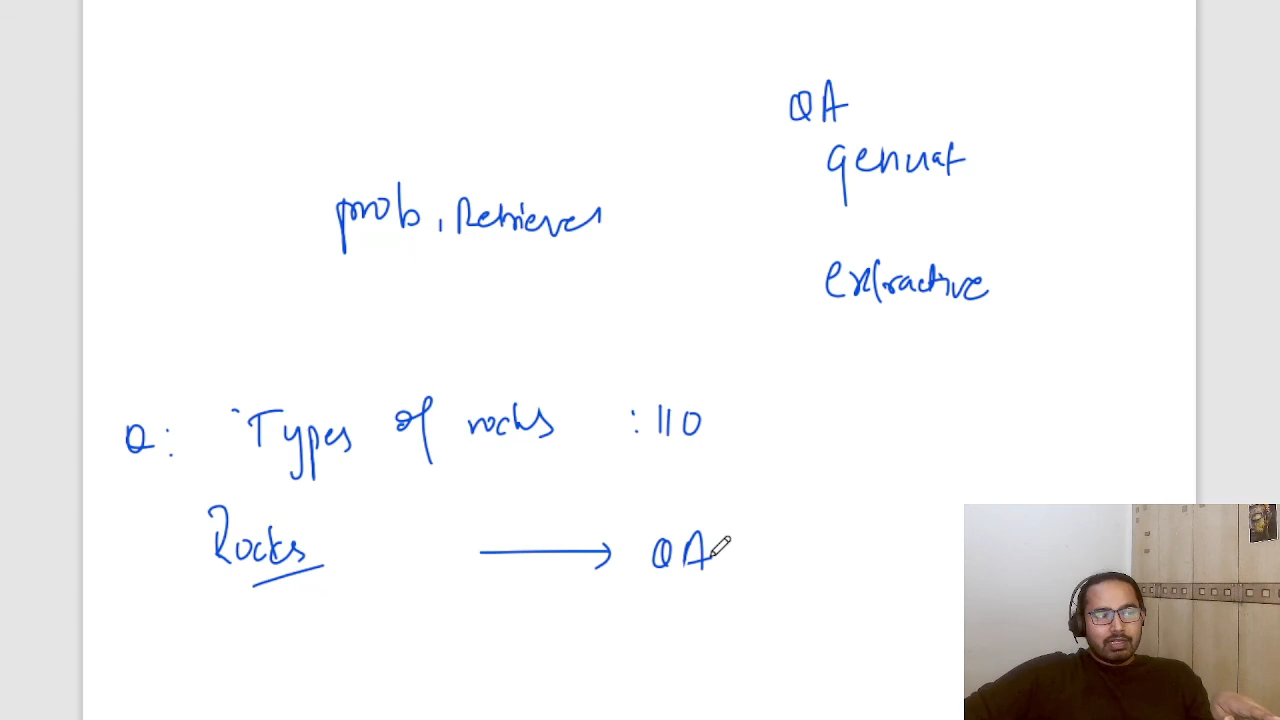 QA
generat
prob, Retriever
extractive
Q: Types of rocks : 110
Rocks → QA